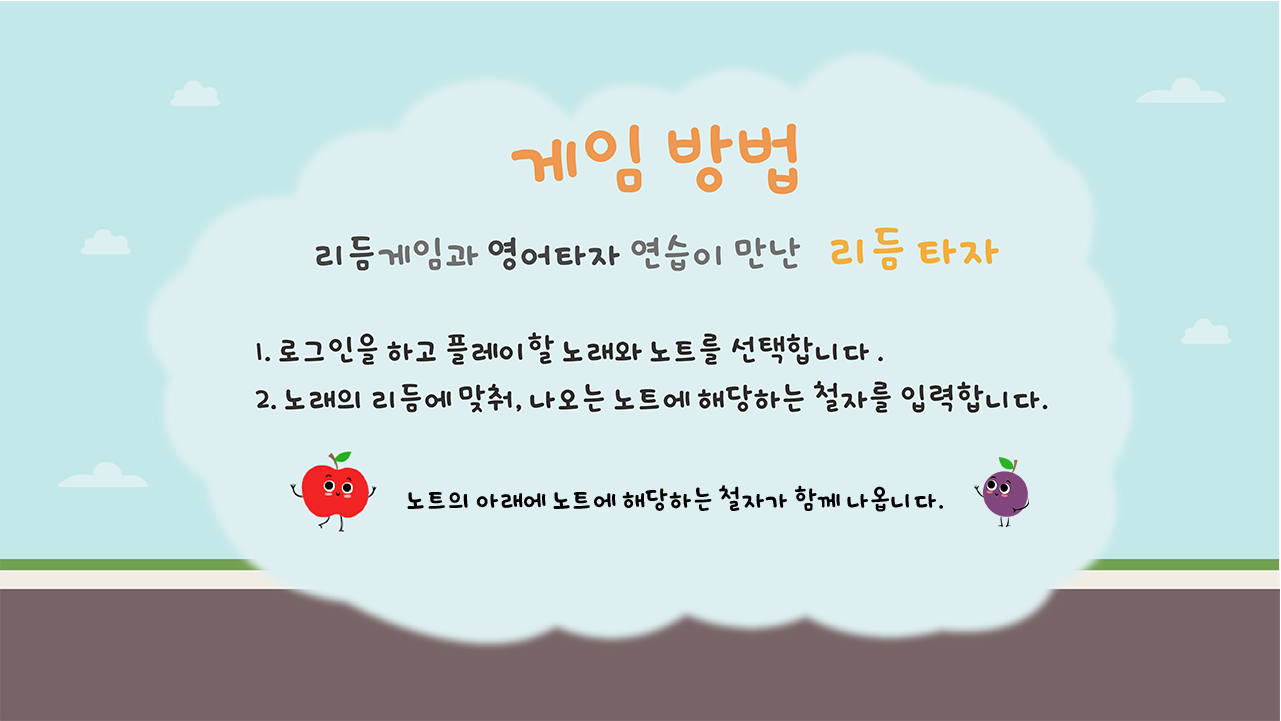 게임 방법
리듬게임과 영어타자 연습이 만난 리듬 타자
1. 로그인을 하고 플레이할 노래와 노트를 선택합니다.
2. 노래의 리듬에 맞춰, 나오는 노트에 해당하는 철자를 입력합니다.
노트의 아래에 노트에 해당하는 철자가 함께 나옵니다.